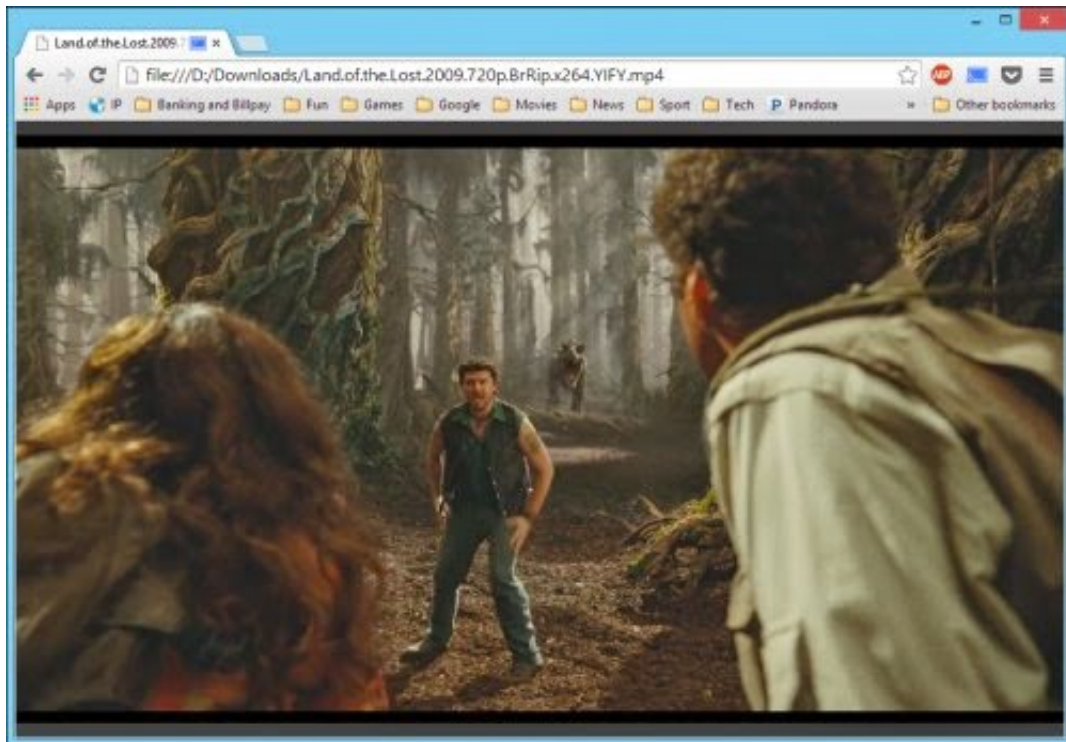 Land.of.the.Lost.2009.7
file:///D:/Downloads/Land.of.the.Lost.2009.720p.BrRip.x264.YIFY.mp4
ABP
Apps IP Banking and Billpay Fun Games Google Movies News Sport Tech P Pandora » Other bookmarks